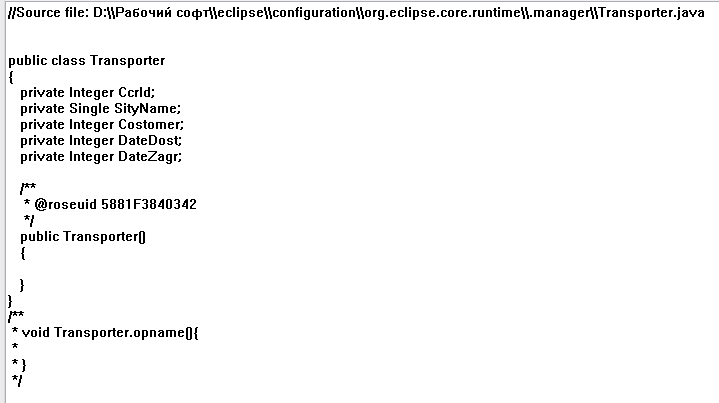 //Source file: D:\\Рабочий софт\\eclipse\\configuration\\org.eclipse.core.runtime\\.manager\\Transporter.java
public class Transporter
{
private Integer CcrId;
private Single SityName;
private Integer Costomer;
private Integer DateDost;
private Integer DateZagr;
/**
* @roseuid 5881F3840342
*/
public Transporter()
{
}
}
/**
* void Transporter.opname(){
*
* }
*/